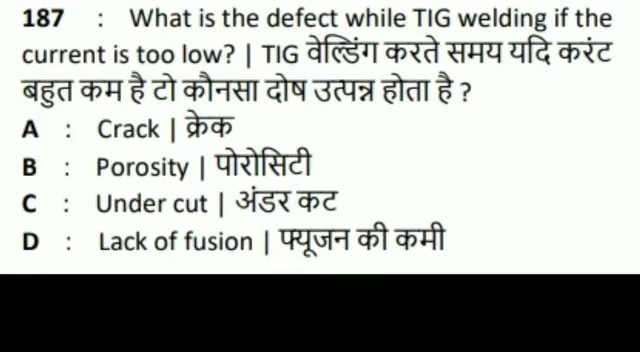 187 : What is the defect while TIG welding if the
current is too low? | TIG वेल्डिंग करते समय यदि करंट
बहुत कम है टो कौनसा दोष उत्पन्न होता है ?
A : Crack | क्रेक
B : Porosity | पोरोसिटी
C : Under cut | अंडर कट
D : Lack of fusion | फ्यूजन की कमी